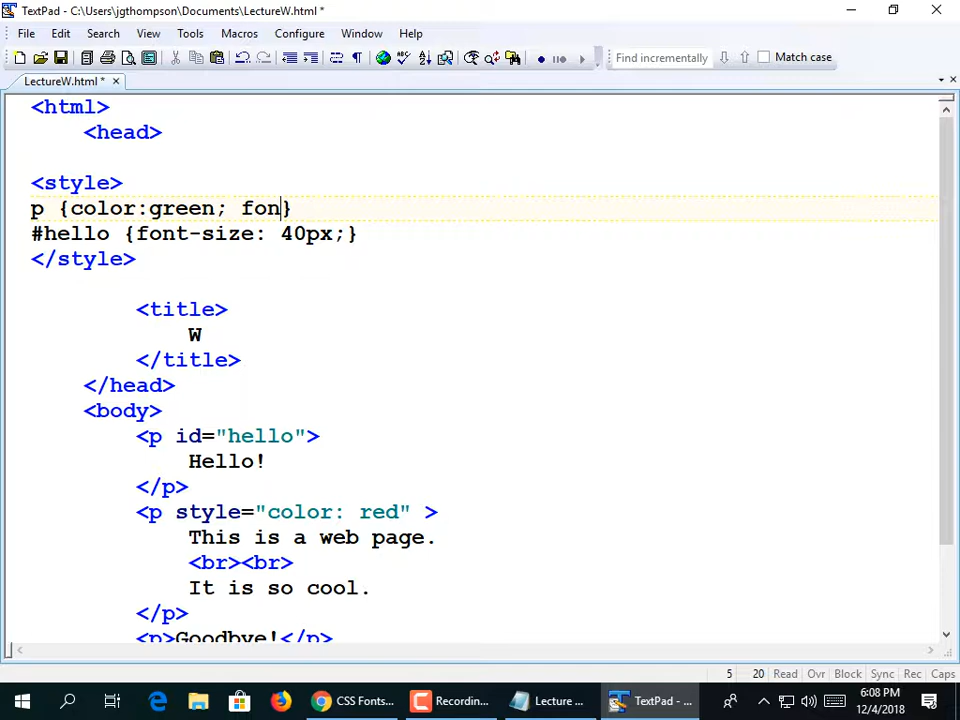 TextPad - C:\Users\jgthompson\Documents\LectureW.html *
File Edit Search View Tools Macros Configure Window Help
Find incrementally Match case
LectureW.html *
<html>
<head>
<style>
p {color:green; fon}
#hello {font-size: 40px;}
</style>
<title>
W
</title>
</head>
<body>
<p id="hello">
Hello!
</p>
<p style="color: red" >
This is a web page.
<br><br>
It is so cool.
</p>
<p>Goodbye!</p>
5 20 Read Ovr Block Sync Rec Caps
CSS Fonts... Recording... Lecture ... TextPad - ... 6:08 PM
12/4/2018